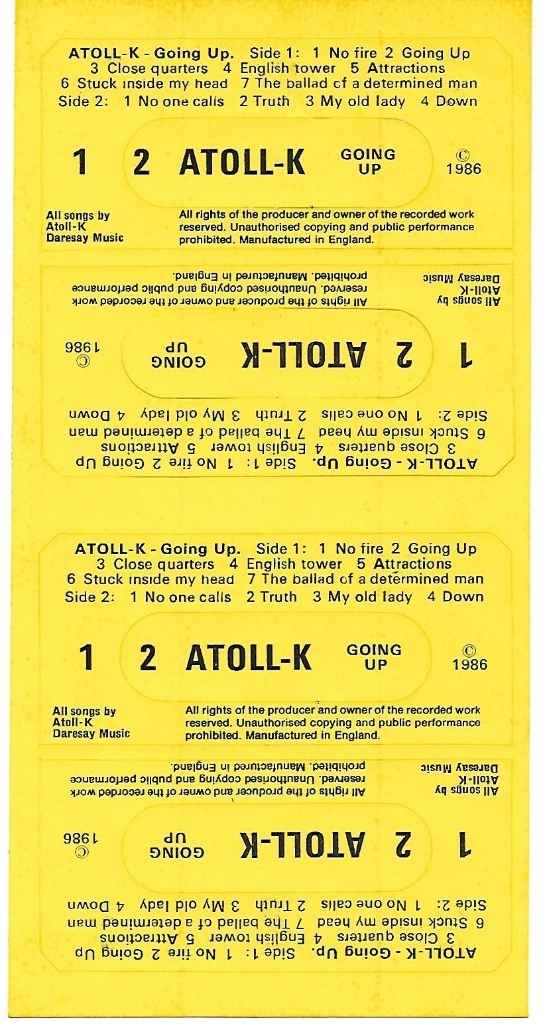 ATOLL-K - Going Up. Side 1: 1 No fire 2 Going Up
3 Close quarters 4 English tower 5 Attractions
6 Stuck inside my head 7 The ballad of a determined man
Side 2: 1 No one calls 2 Truth 3 My old lady 4 Down
1 2 ATOLL-K GOING UP © 1986
All songs by
Atoll-K
Daresay Music
All rights of the producer and owner of the recorded work
reserved. Unauthorised copying and public performance
prohibited. Manufactured in England.
ATOLL-K - Going Up. Side 1: 1 No fire 2 Going Up
3 Close quarters 4 English tower 5 Attractions
6 Stuck inside my head 7 The ballad of a determined man
Side 2: 1 No one calls 2 Truth 3 My old lady 4 Down
1 2 ATOLL-K GOING UP © 1986
All songs by
Atoll-K
Daresay Music
All rights of the producer and owner of the recorded work
reserved. Unauthorised copying and public performance
prohibited. Manufactured in England.
ATOLL-K - Going Up. Side 1: 1 No fire 2 Going Up
3 Close quarters 4 English tower 5 Attractions
6 Stuck inside my head 7 The ballad of a determined man
Side 2: 1 No one calls 2 Truth 3 My old lady 4 Down
1 2 ATOLL-K GOING UP © 1986
All songs by
Atoll-K
Daresay Music
All rights of the producer and owner of the recorded work
reserved. Unauthorised copying and public performance
prohibited. Manufactured in England.
ATOLL-K - Going Up. Side 1: 1 No fire 2 Going Up
3 Close quarters 4 English tower 5 Attractions
6 Stuck inside my head 7 The ballad of a determined man
Side 2: 1 No one calls 2 Truth 3 My old lady 4 Down
1 2 ATOLL-K GOING UP © 1986
All songs by
Atoll-K
Daresay Music
All rights of the producer and owner of the recorded work
reserved. Unauthorised copying and public performance
prohibited. Manufactured in England.